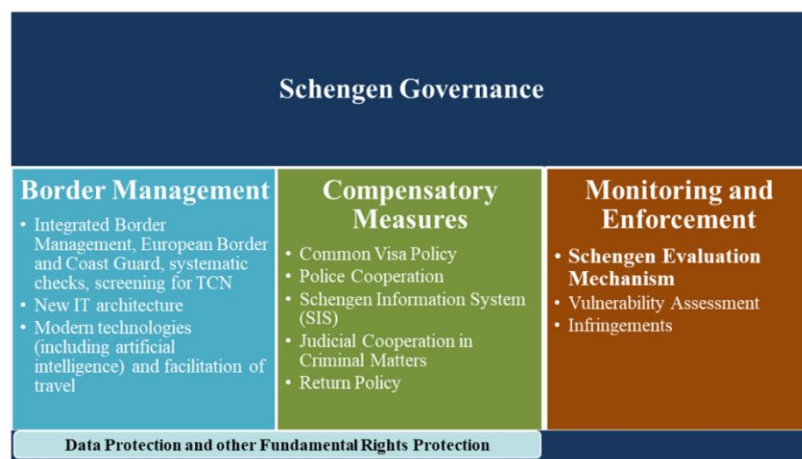 Schengen Governance
Border Management
• Integrated Border
Management, European Border
and Coast Guard, systematic
checks, screening for TCN
• New IT architecture
• Modern technologies
(including artificial
intelligence) and facilitation of
travel
Compensatory
Measures
• Common Visa Policy
• Police Cooperation
• Schengen Information System
(SIS)
• Judicial Cooperation in
Criminal Matters
• Return Policy
Monitoring and
Enforcement
• Schengen Evaluation
Mechanism
• Vulnerability Assessment
• Infringements
Data Protection and other Fundamental Rights Protection